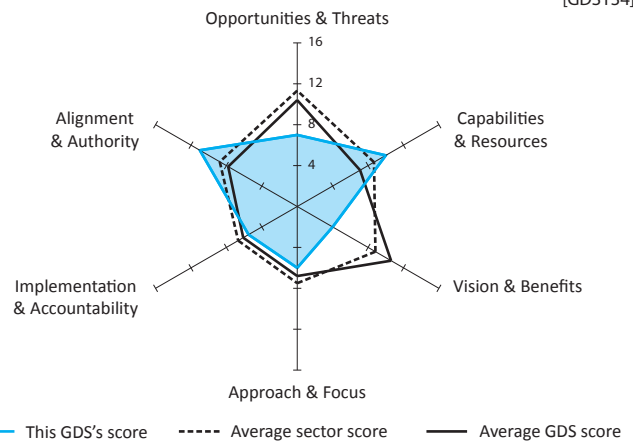 [GDS134]
Opportunities & Threats
16
12
8
4
Alignment
& Authority
Capabilities
& Resources
Implementation
& Accountability
Vision & Benefits
Approach & Focus
This GDS's score
Average sector score
Average GDS score